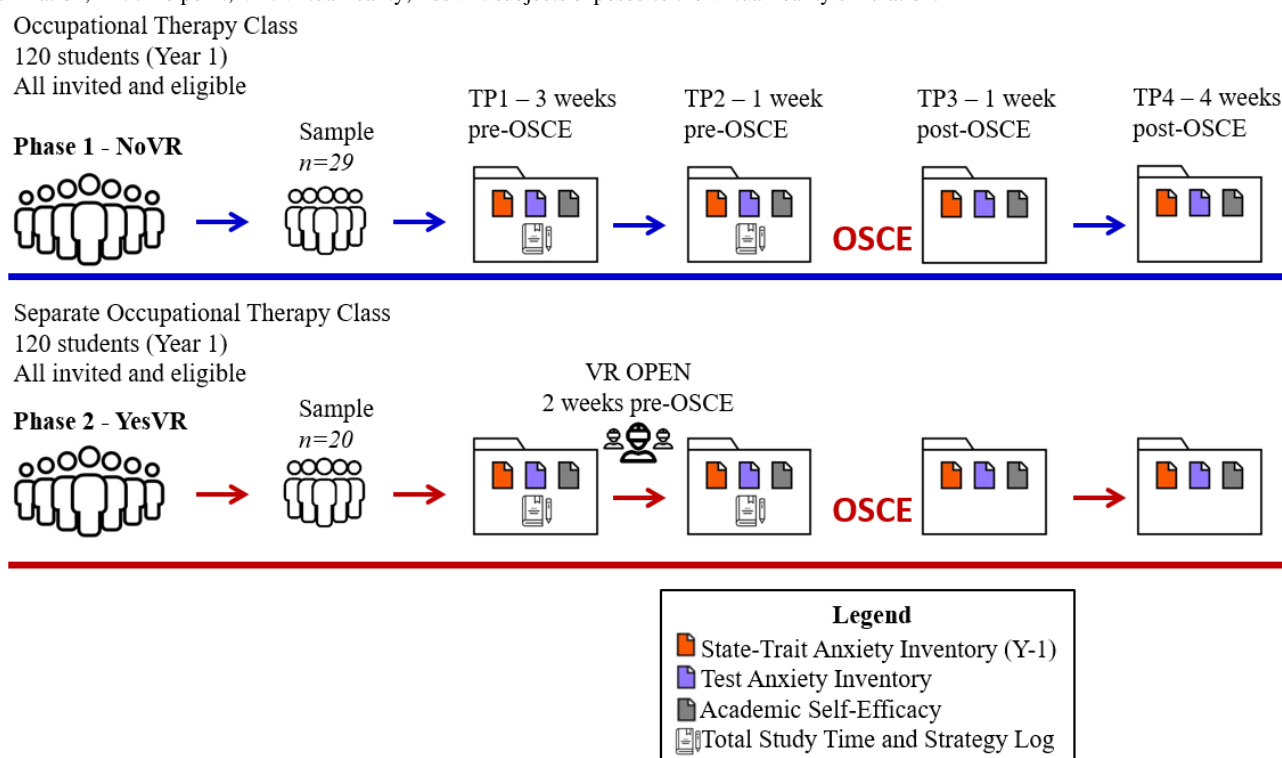 Occupational Therapy Class
120 students (Year 1)
All invited and eligible
Phase 1 - NoVR
Sample
n=29
TP1 – 3 weeks
pre-OSCE
TP2 – 1 week
pre-OSCE
TP3 – 1 week
post-OSCE
TP4 – 4 weeks
post-OSCE
OSCE
Separate Occupational Therapy Class
120 students (Year 1)
All invited and eligible
Phase 2 - YesVR
Sample
n=20
VR OPEN
2 weeks pre-OSCE
OSCE
Legend
State-Trait Anxiety Inventory (Y-1)
Test Anxiety Inventory
Academic Self-Efficacy
Total Study Time and Strategy Log